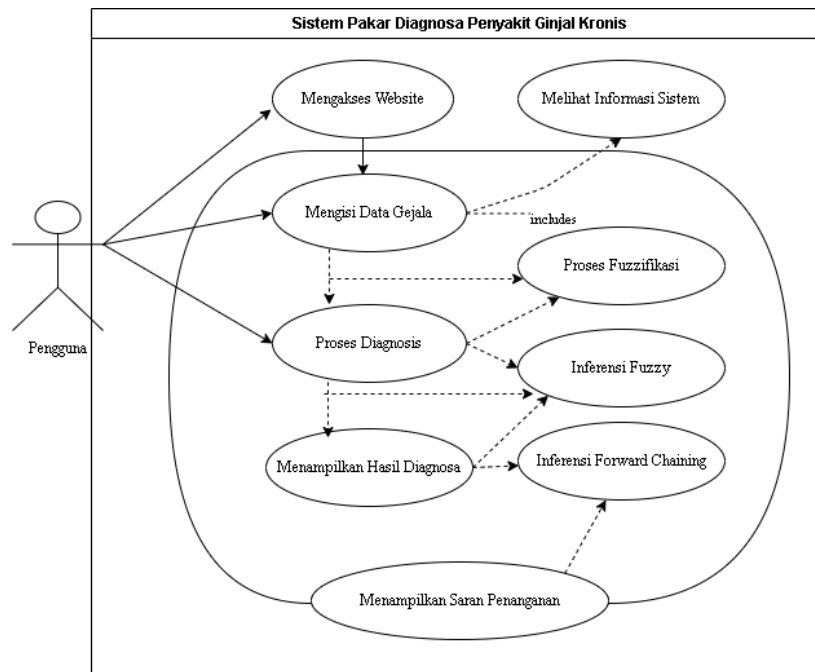 Sistem Pakar Diagnosa Penyakit Ginjal Kronis
Mengakses Website
Melihat Informasi Sistem
Mengisi Data Gejala
includes
Proses Fuzzifikasi
Pengguna
Proses Diagnosis
Inferensi Fuzzy
Menampilkan Hasil Diagnosa
Inferensi Forward Chaining
Menampilkan Saran Penanganan